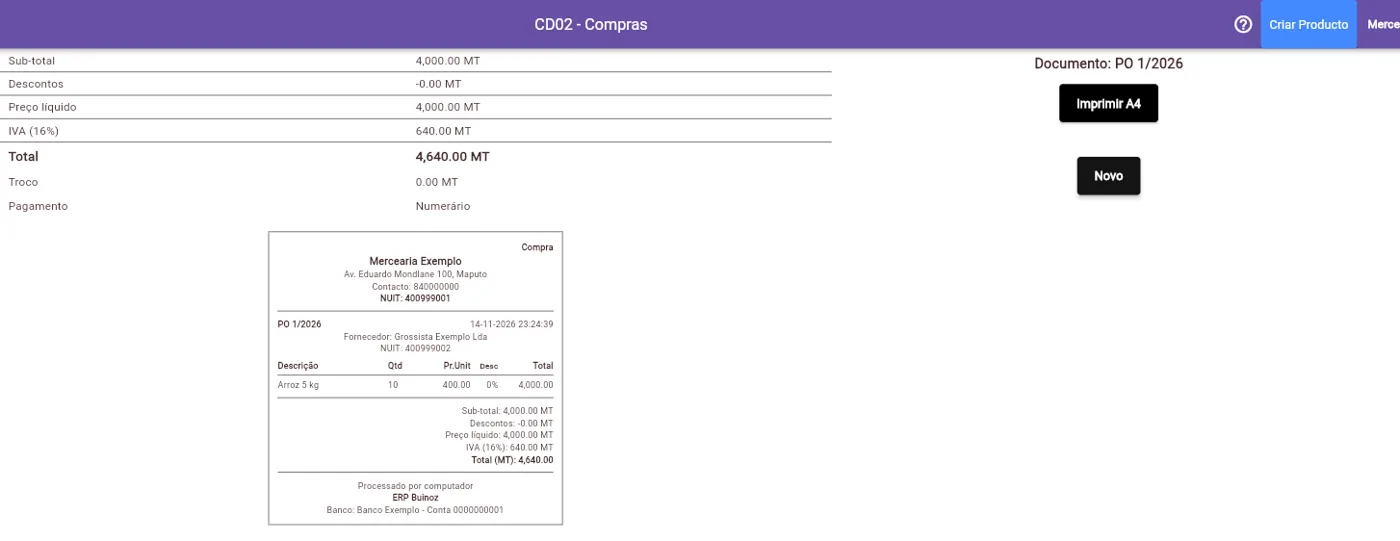 CD02 - Compras
Criar Producto
Merce
Sub-total 4,000.00 MT
Descontos -0.00 MT
Preço líquido 4,000.00 MT
IVA (16%) 640.00 MT
Total 4,640.00 MT
Troco 0.00 MT
Pagamento Numerário
Documento: PO 1/2026
Imprimir A4
Novo
Compra
Mercearia Exemplo
Av. Eduardo Mondlane 100, Maputo
Contacto: 840000000
NUIT: 400999001
PO 1/2026 14-11-2026 23:24:39
Fornecedor: Grossista Exemplo Lda
NUIT: 400999002
Descrição Qtd Pr.Unit Desc Total
Arroz 5 kg 10 400.00 0% 4,000.00
Sub-total: 4,000.00 MT
Descontos: -0.00 MT
Preço líquido: 4,000.00 MT
IVA (16%): 640.00 MT
Total (MT): 4,640.00
Processado por computador
ERP Buinoz
Banco: Banco Exemplo - Conta 0000000001